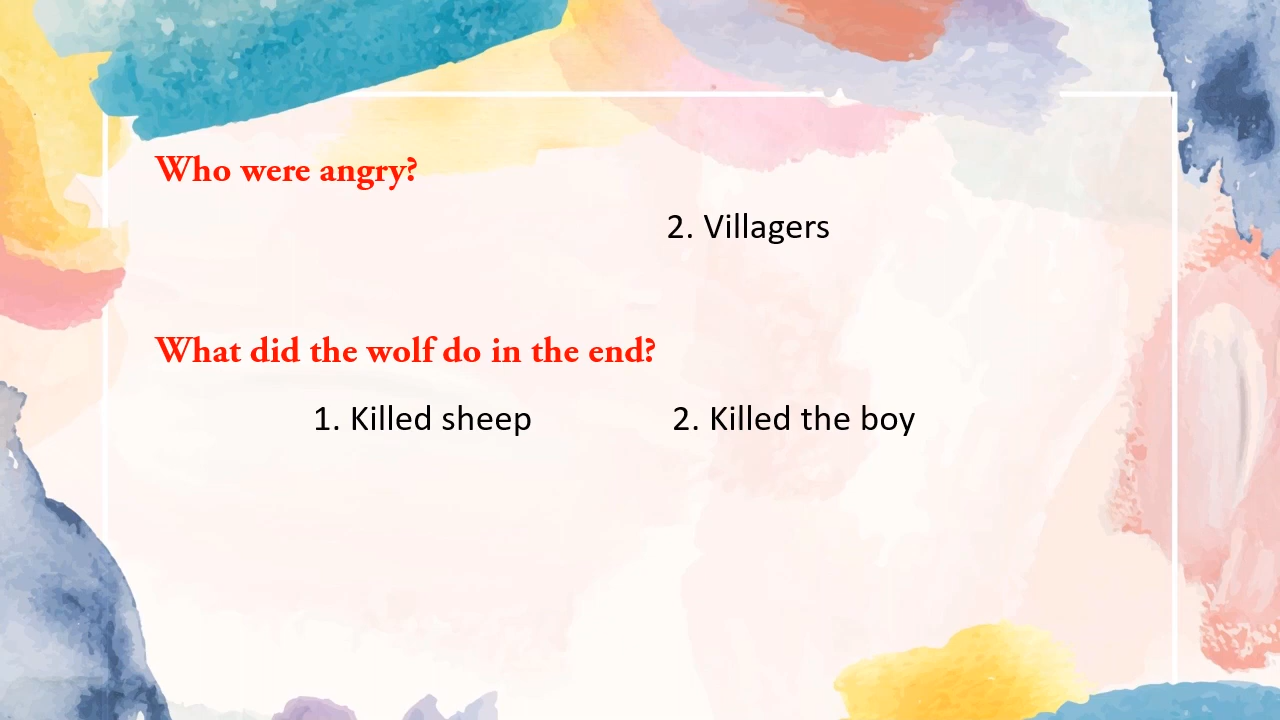 Who were angry?
2. Villagers
What did the wolf do in the end?
1. Killed sheep 2. Killed the boy